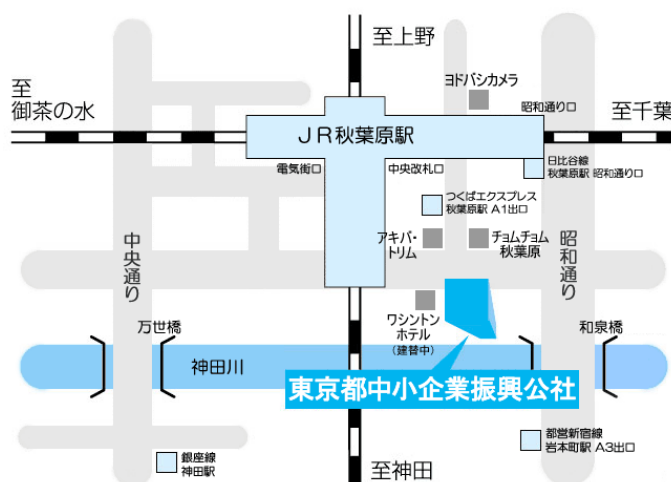 至上野
ヨドバシカメラ
至
御茶の水
昭和通り口
至千葉
JR秋葉原駅
電気街口
中央改札口
日比谷線
秋葉原駅 昭和通り口
つくばエクスプレス
秋葉原駅 A1出口
アキバ・
トリム
チョムチョム
秋葉原
中央通り
昭和通り
万世橋
ワシントン
ホテル
(建替中)
和泉橋
神田川
東京都中小企業振興公社
銀座線
神田駅
至神田
都営新宿線
岩本町駅 A3出口